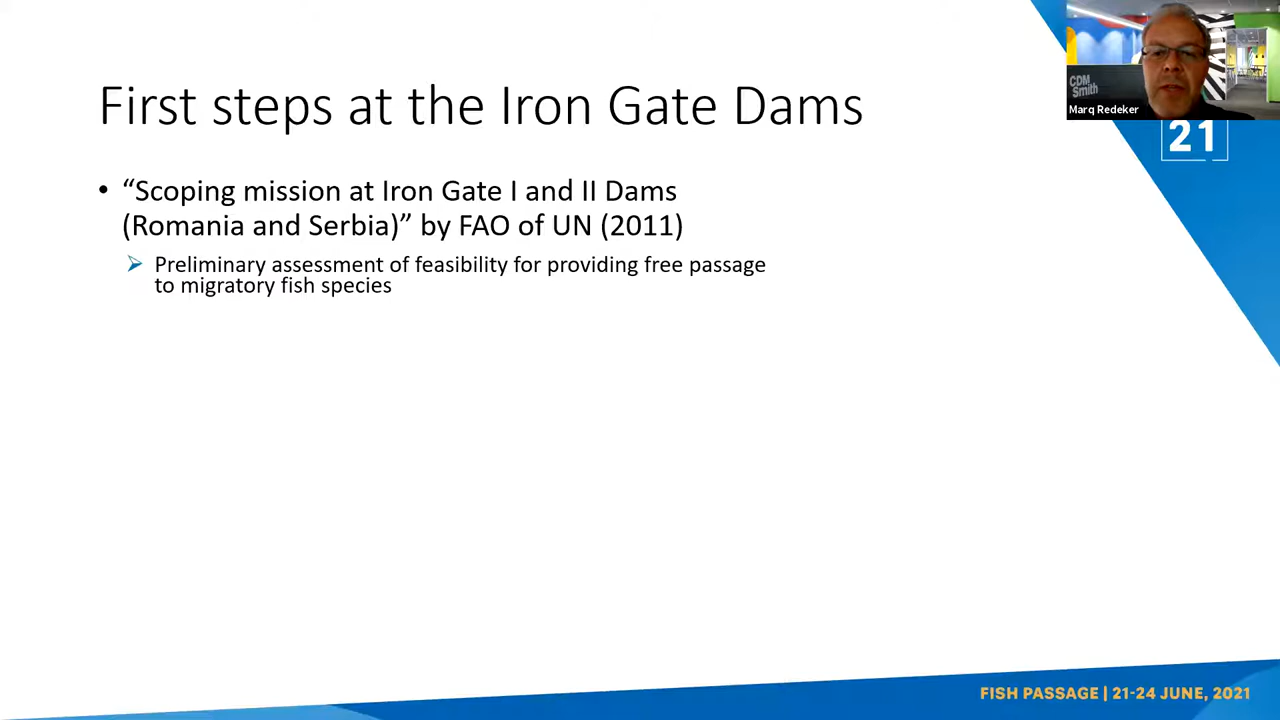 First steps at the Iron Gate Dams
CDM
Smith
Marq Redeker
21
• “Scoping mission at Iron Gate I and II Dams
(Romania and Serbia)” by FAO of UN (2011)
➢ Preliminary assessment of feasibility for providing free passage
to migratory fish species
FISH PASSAGE | 21-24 JUNE, 2021